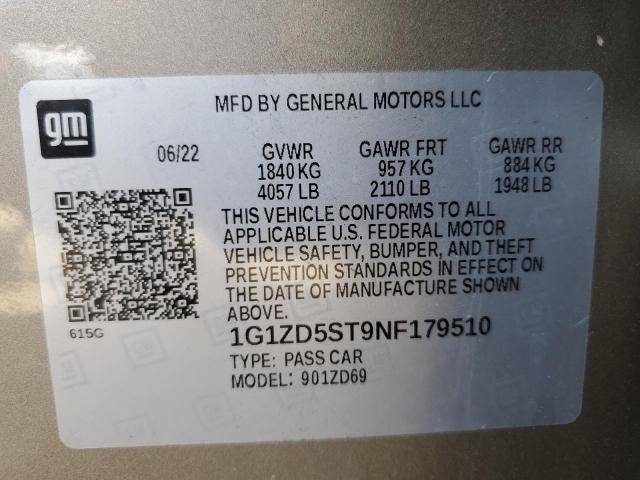 gm
MFD BY GENERAL MOTORS LLC
06/22 GVWR GAWR FRT GAWR RR
1840 KG 957 KG 884 KG
4057 LB 2110 LB 1948 LB
THIS VEHICLE CONFORMS TO ALL
APPLICABLE U.S. FEDERAL MOTOR
VEHICLE SAFETY, BUMPER, AND THEFT
PREVENTION STANDARDS IN EFFECT ON
THE DATE OF MANUFACTURE SHOWN
ABOVE.
615G
1G1ZD5ST9NF179510
TYPE: PASS CAR
MODEL: 901ZD69